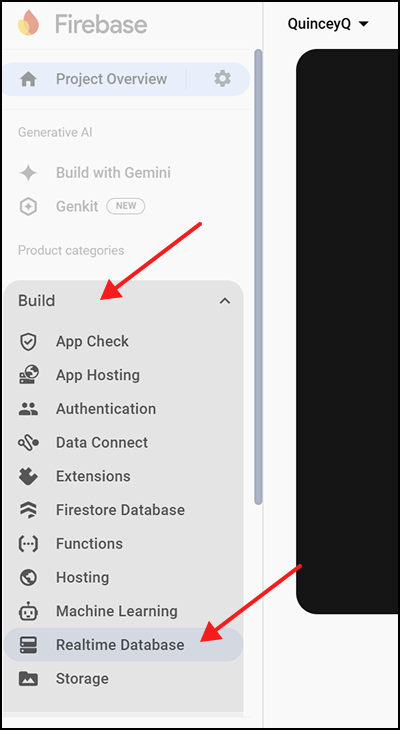 Firebase
QuinceyQ
Project Overview
Generative AI
Build with Gemini
Genkit NEW
Product categories
Build
App Check
App Hosting
Authentication
Data Connect
Extensions
Firestore Database
Functions
Hosting
Machine Learning
Realtime Database
Storage